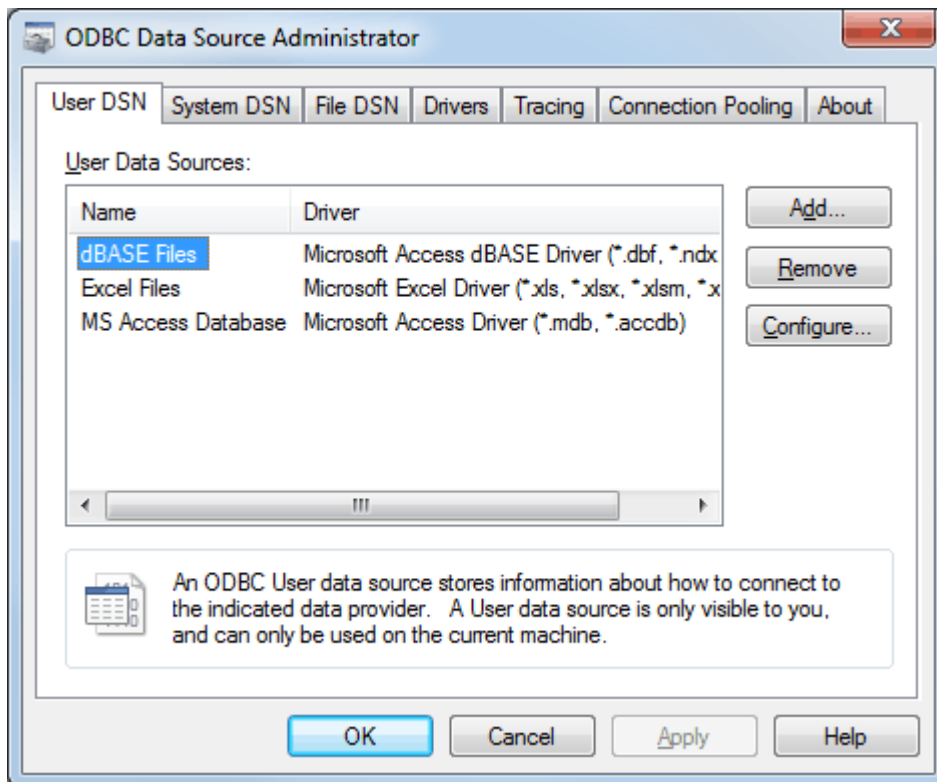 ODBC Data Source Administrator
User DSN System DSN File DSN Drivers Tracing Connection Pooling About
User Data Sources:
Name Driver
dBASE Files Microsoft Access dBASE Driver (*.dbf, *.ndx
Excel Files Microsoft Excel Driver (*.xls, *.xlsx, *.xlsm, *.x
MS Access Database Microsoft Access Driver (*.mdb, *.accdb)
Add...
Remove
Configure...
An ODBC User data source stores information about how to connect to
the indicated data provider. A User data source is only visible to you,
and can only be used on the current machine.
OK Cancel Apply Help